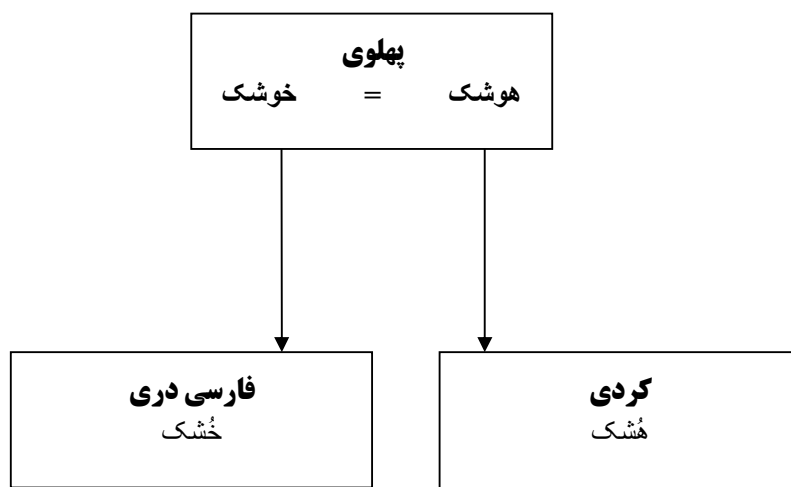 پهلوی
هوشک = خوشک
کردی
هُشک
فارسی دری
خُشک